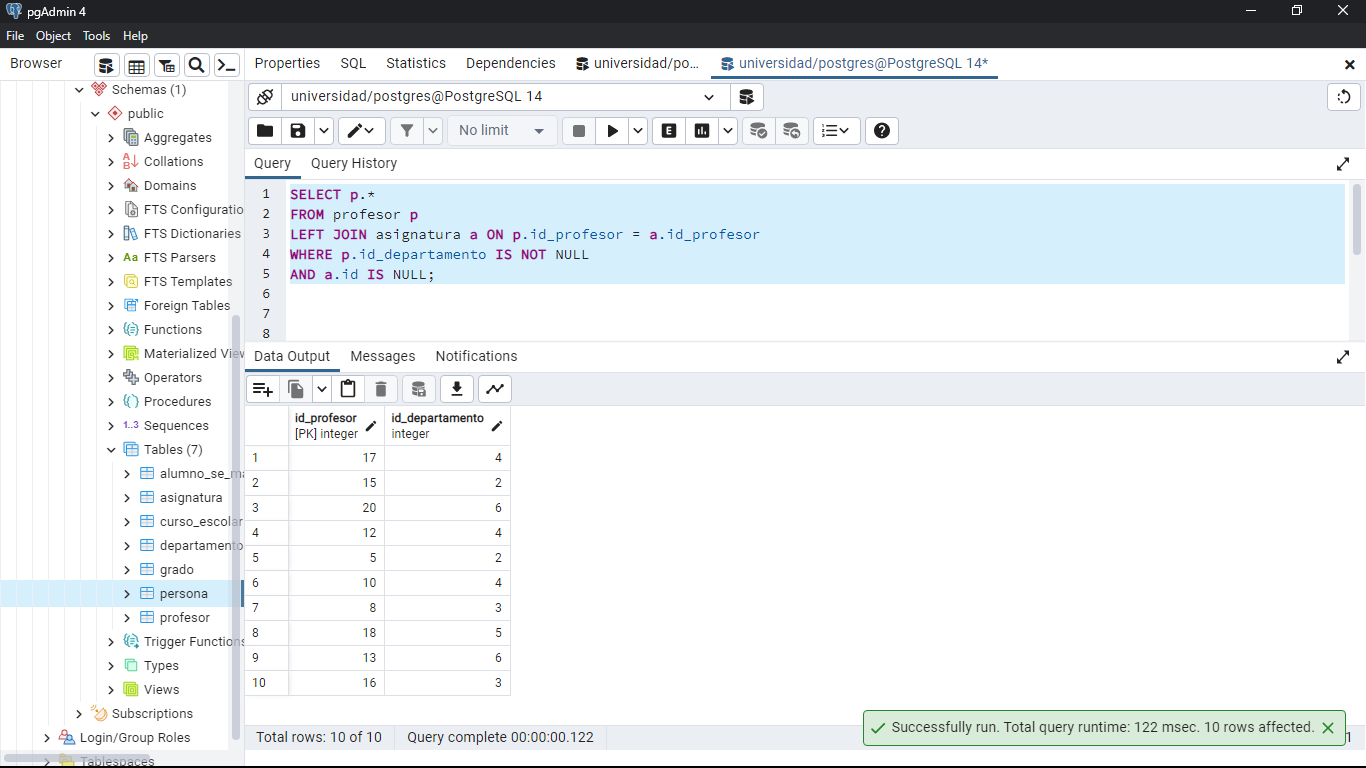 pgAdmin 4
File Object Tools Help
Browser
Properties SQL Statistics Dependencies universidad/po... universidad/postgres@PostgreSQL 14*
Schemas (1)
public
Aggregates
Collations
Domains
FTS Configuratio
FTS Dictionaries
FTS Parsers
FTS Templates
Foreign Tables
Functions
Materialized View
Operators
Procedures
1..3 Sequences
Tables (7)
alumno_se_ma
asignatura
curso_escolar
departamento
grado
persona
profesor
Trigger Functions
Types
Views
Subscriptions
Login/Group Roles
Tablespaces
universidad/postgres@PostgreSQL 14
No limit
E
Query Query History
1 SELECT p.*
2 FROM profesor p
3 LEFT JOIN asignatura a ON p.id_profesor = a.id_profesor
4 WHERE p.id_departamento IS NOT NULL
5 AND a.id IS NULL;
6
7
8
Data Output Messages Notifications
id_profesor id_departamento
[PK] integer integer
1 17 4
2 15 2
3 20 6
4 12 4
5 5 2
6 10 4
7 8 3
8 18 5
9 13 6
10 16 3
Total rows: 10 of 10 Query complete 00:00:00.122
Successfully run. Total query runtime: 122 msec. 10 rows affected.
1